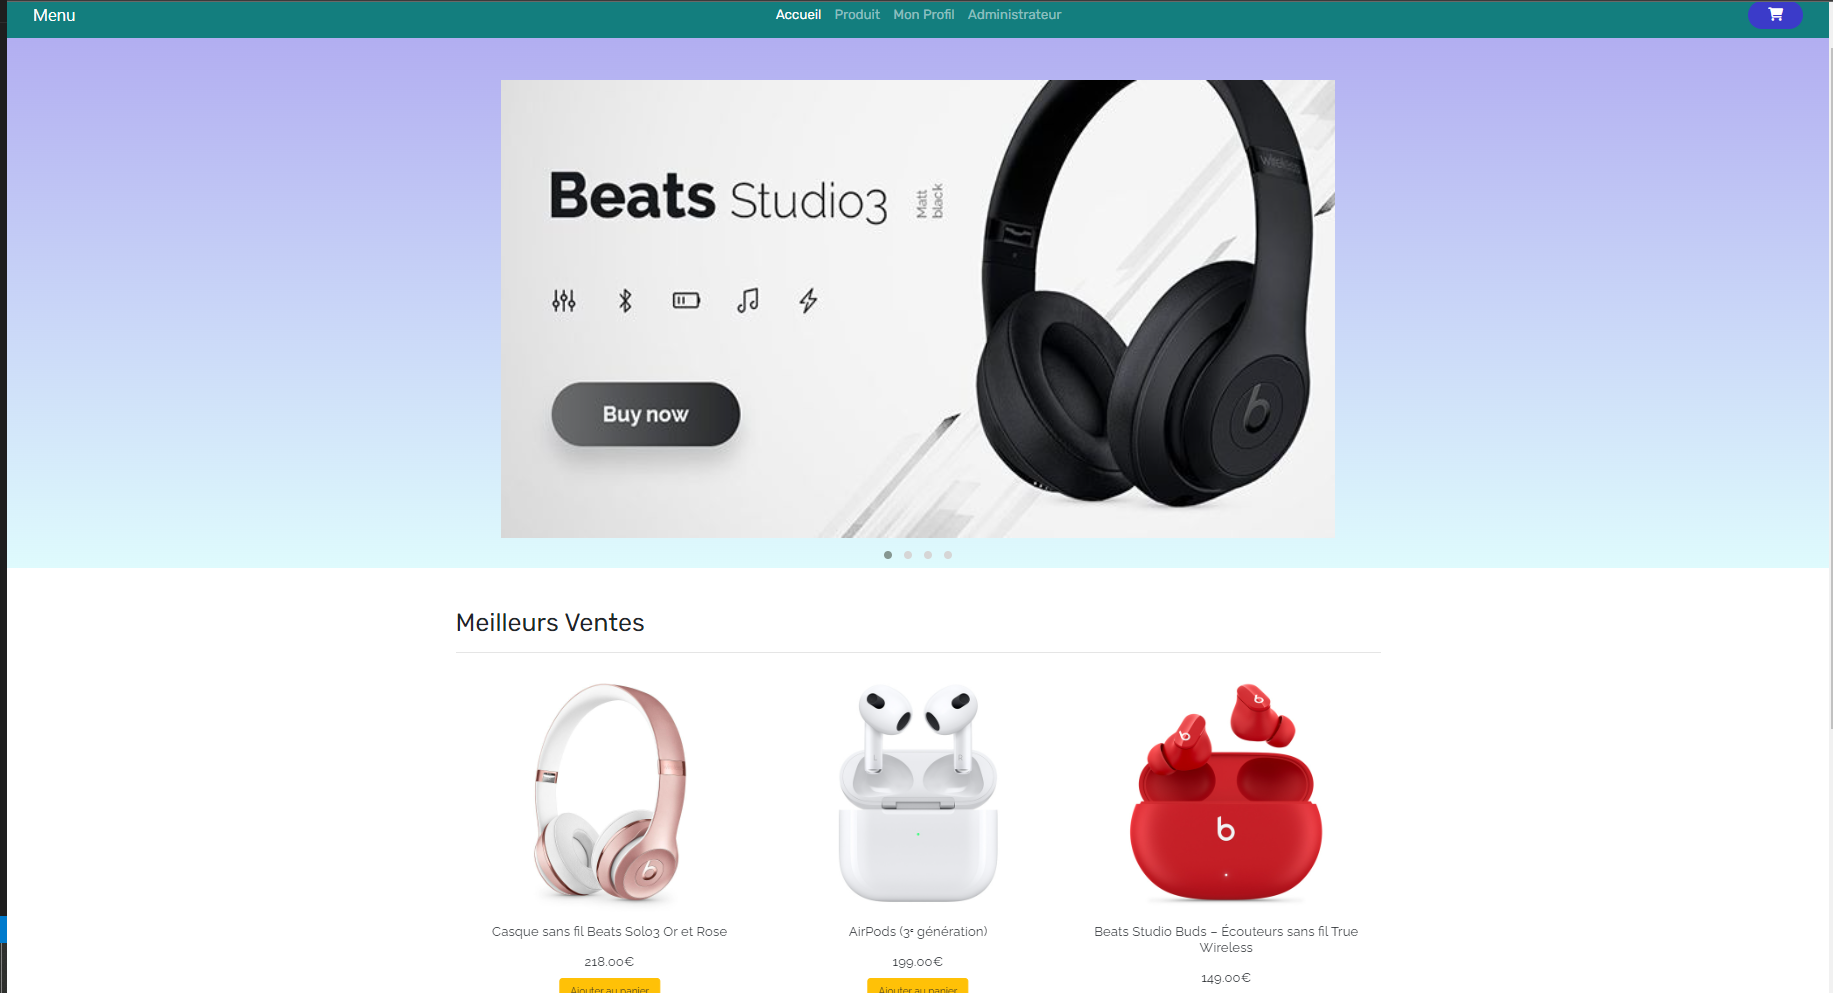 Menu
Accueil Produit Mon Profil Administrateur
Beats Studio3 Matt black
wireless
Buy now
Meilleurs Ventes
Casque sans fil Beats Solo3 Or et Rose
218.00€
Ajouter au panier
AirPods (3ᵉ génération)
199.00€
Ajouter au panier
Beats Studio Buds – Écouteurs sans fil True
Wireless
149.00€